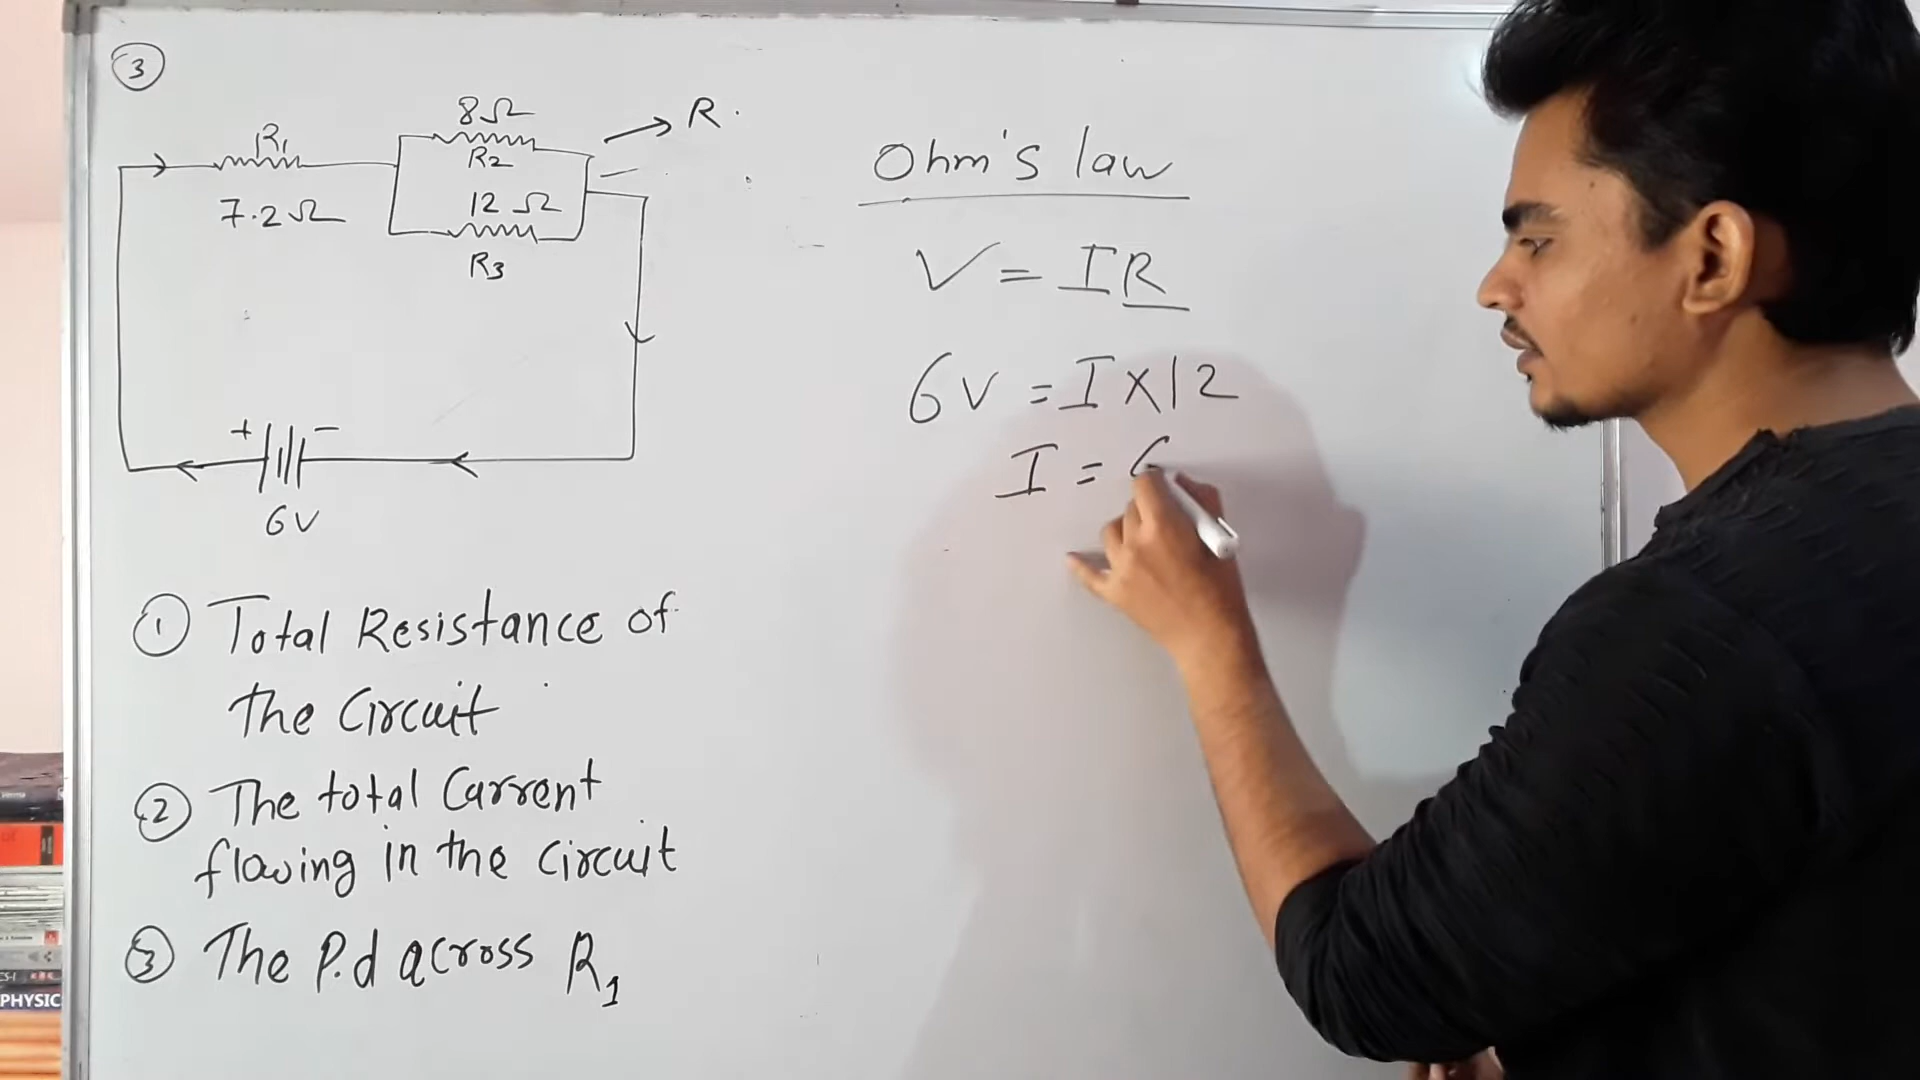 3
8Ω
R.
R1
R2
7.2Ω
12 Ω
R3
+ -
6V
Ohm's law
V = IR
6V = I X 12
I = 6
1 Total Resistance of
the Circuit
2 The total Current
flowing in the circuit
3 The P.d across R1
PHYSIC